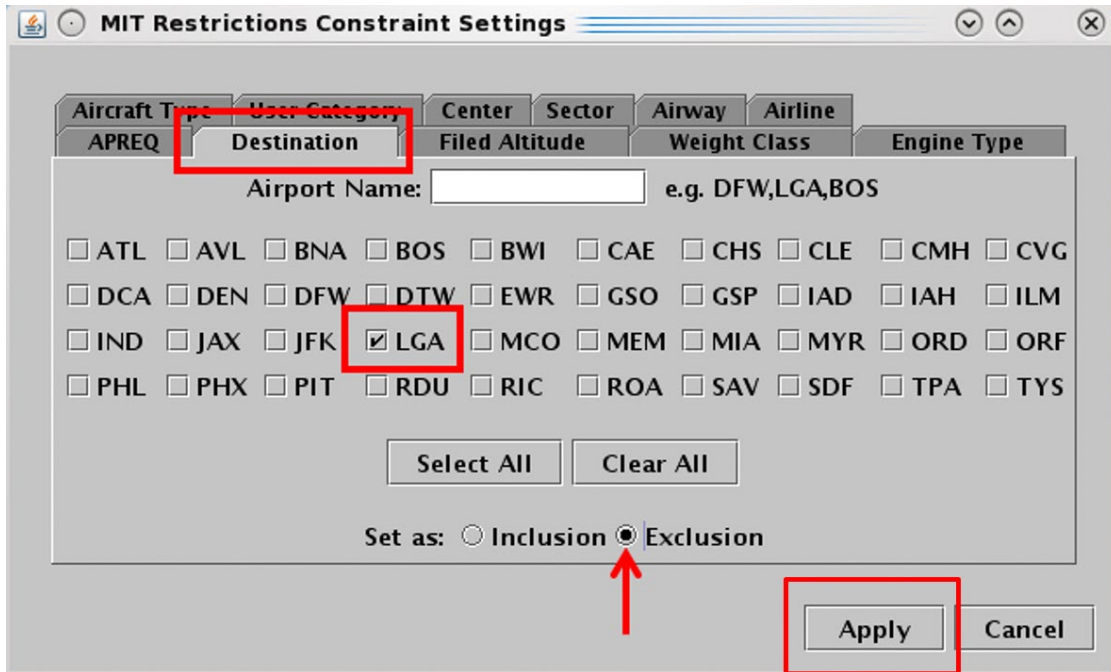 MIT Restrictions Constraint Settings
Aircraft Type User Category Center Sector Airway Airline
APREQ Destination Filed Altitude Weight Class Engine Type
Airport Name: e.g. DFW,LGA,BOS
ATL AVL BNA BOS BWI CAE CHS CLE CMH CVG
DCA DEN DFW DTW EWR GSO GSP IAD IAH ILM
IND JAX JFK LGA MCO MEM MIA MYR ORD ORF
PHL PHX PIT RDU RIC ROA SAV SDF TPA TYS
Select All Clear All
Set as: Inclusion Exclusion
Apply Cancel